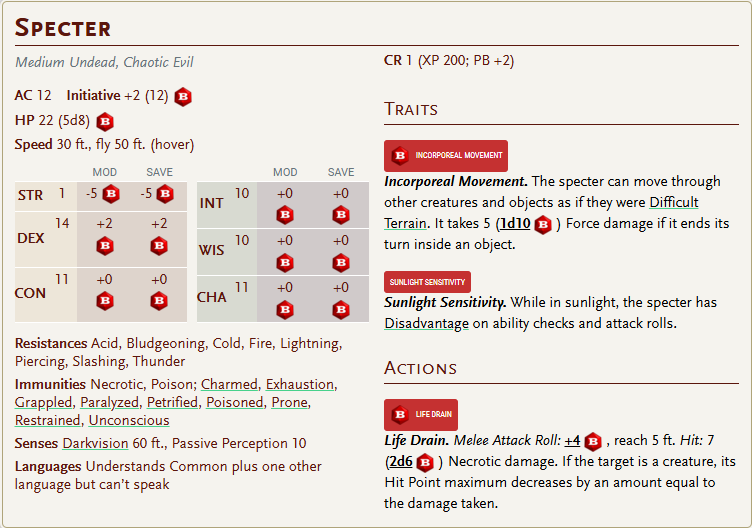 Specter
Medium Undead, Chaotic Evil
AC 12 Initiative +2 (12) B
HP 22 (5d8) B
Speed 30 ft., fly 50 ft. (hover)
MOD SAVE MOD SAVE
STR 1 -5 B -5 B INT 10 +0 B +0 B
DEX 14 +2 B +2 B WIS 10 +0 B +0 B
CON 11 +0 B +0 B CHA 11 +0 B +0 B
Resistances Acid, Bludgeoning, Cold, Fire, Lightning,
Piercing, Slashing, Thunder
Immunities Necrotic, Poison; Charmed, Exhaustion,
Grappled, Paralyzed, Petrified, Poisoned, Prone,
Restrained, Unconscious
Senses Darkvision 60 ft., Passive Perception 10
Languages Understands Common plus one other
language but can't speak
CR 1 (XP 200; PB +2)
Traits
B INCORPOREAL MOVEMENT
Incorporeal Movement. The specter can move through
other creatures and objects as if they were Difficult
Terrain. It takes 5 (1d10 B ) Force damage if it ends its
turn inside an object.
SUNLIGHT SENSITIVITY
Sunlight Sensitivity. While in sunlight, the specter has
Disadvantage on ability checks and attack rolls.
Actions
B LIFE DRAIN
Life Drain. Melee Attack Roll: +4 B , reach 5 ft. Hit: 7
(2d6 B ) Necrotic damage. If the target is a creature, its
Hit Point maximum decreases by an amount equal to
the damage taken.